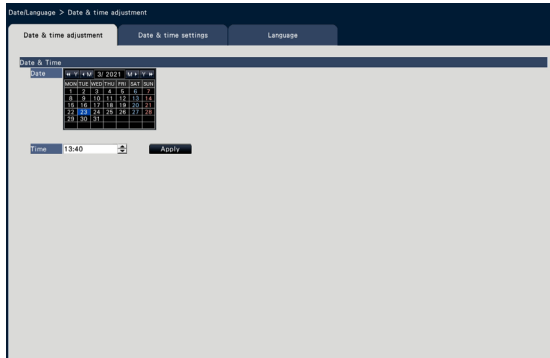 Date/Language > Date & time adjustment
Date & time adjustment Date & time settings Language
Date & Time
Date
Y M 3/ 2021 M Y
MON TUE WED THU FRI SAT SUN
1 2 3 4 5 6 7
8 9 10 11 12 13 14
15 16 17 18 19 20 21
22 23 24 25 26 27 28
29 30 31
Time 13:40 Apply